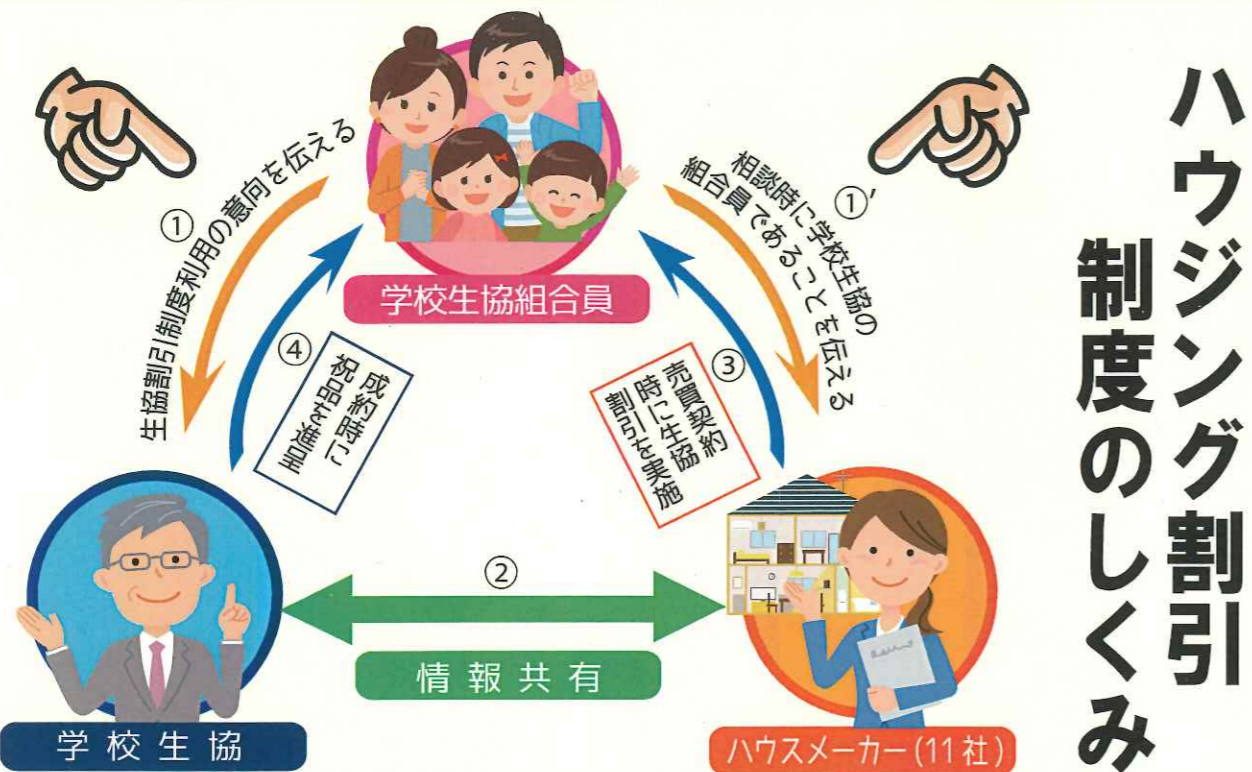 ハウジング割引
制度のしくみ
①
生協割引制度利用の意向を伝える
①′
相談時に学校生協の
組合員であることを伝える
学校生協組合員
④
成約時に
祝品を進呈
③
売買契約
時に生協
割引を実施
②
情報共有
学校生協
ハウスメーカー(11社)